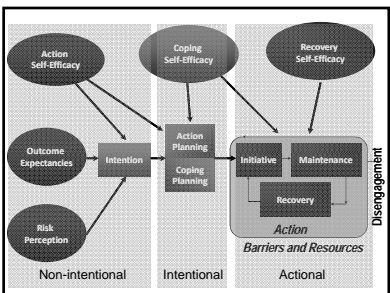 Action
Self-Efficacy
Coping
Self-Efficacy
Recovery
Self-Efficacy
Outcome
Expectancies
Intention
Action
Planning
Coping
Planning
Initiative
Maintenance
Recovery
Disengagement
Action
Barriers and Resources
Risk
Perception
Non-intentional
Intentional
Actional